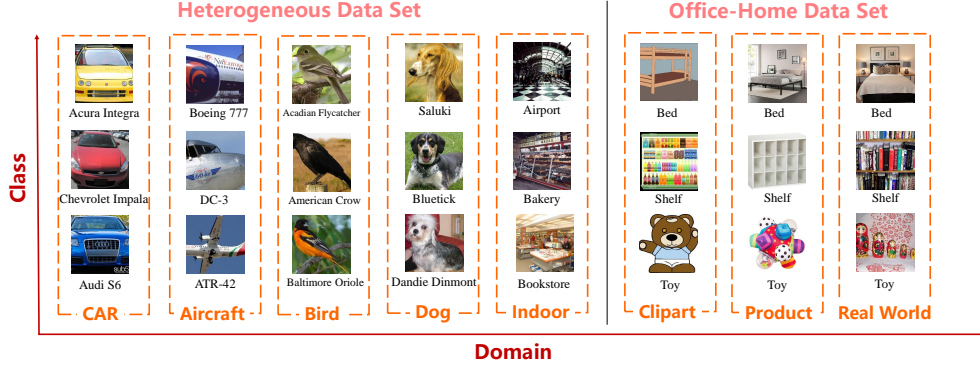 Heterogeneous Data Set
Office-Home Data Set
Class
Acura Integra
Boeing 777
Acadian Flycatcher
Saluki
Airport
Bed
Bed
Bed
Chevrolet Impala
DC-3
American Crow
Bluetick
Bakery
Shelf
Shelf
Shelf
Audi S6
ATR-42
Baltimore Oriole
Dandie Dinmont
Bookstore
Toy
Toy
Toy
CAR
Aircraft
Bird
Dog
Indoor
Clipart
Product
Real World
Domain